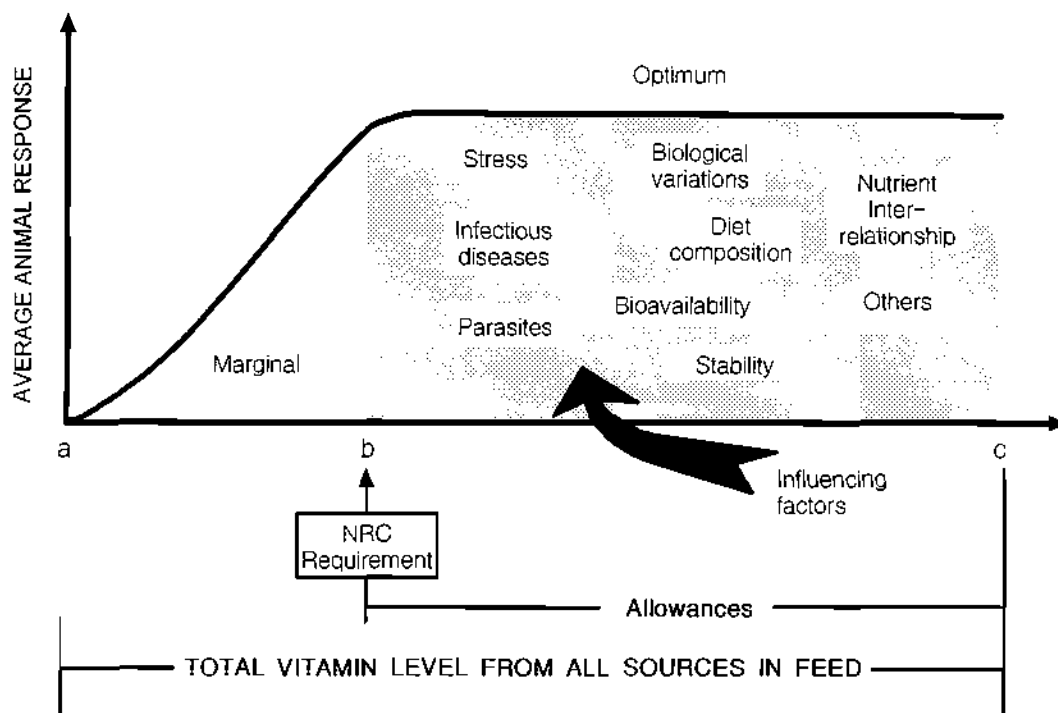 AVERAGE ANIMAL RESPONSE
Optimum
Stress
Biological
variations
Nutrient
Inter-
relationship
Infectious
diseases
Diet
composition
Bioavailability
Others
Parasites
Marginal
Stability
a
b
c
Influencing
factors
NRC
Requirement
Allowances
TOTAL VITAMIN LEVEL FROM ALL SOURCES IN FEED